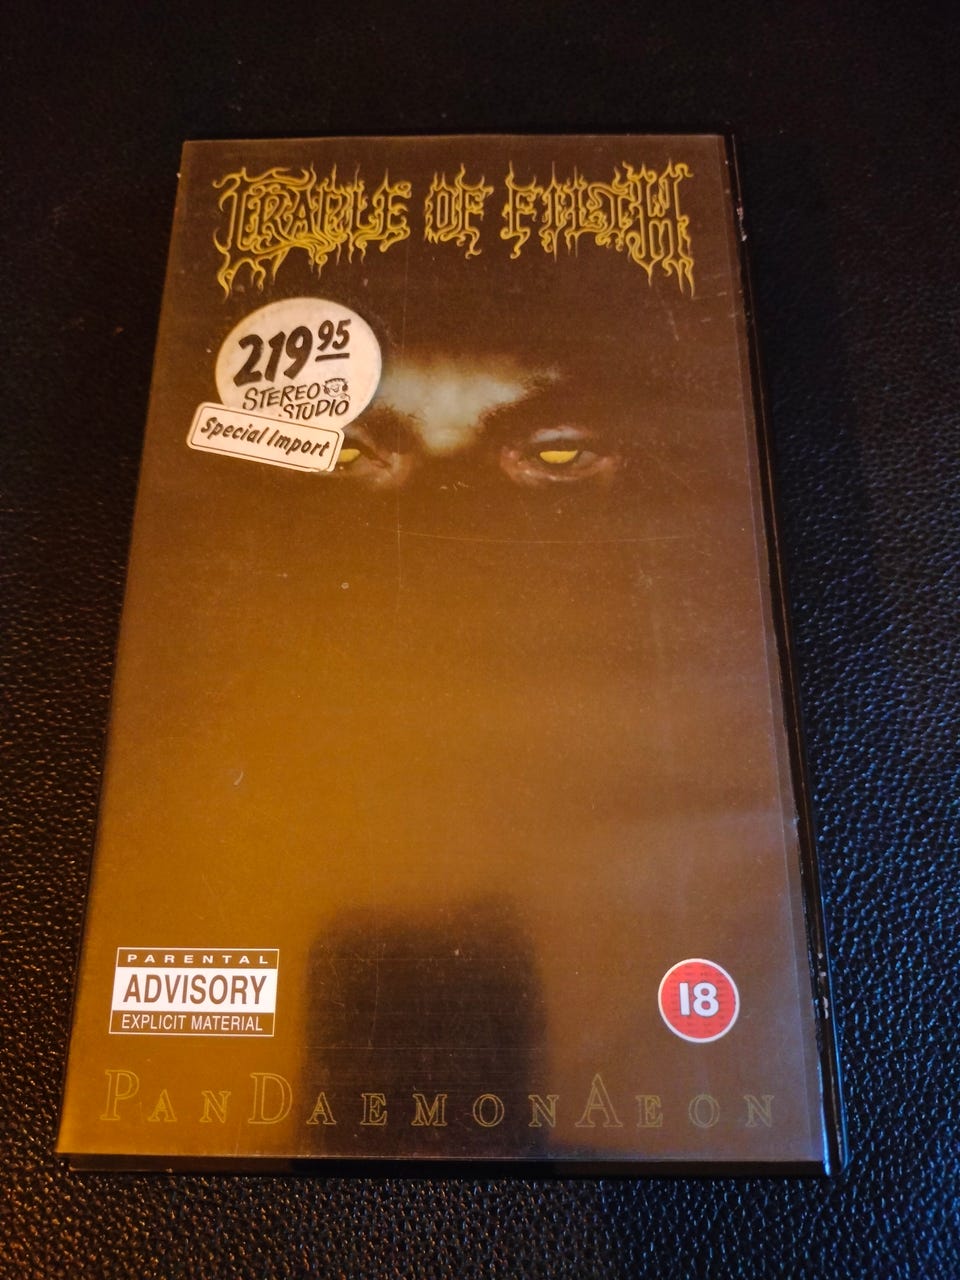 CRADLE OF FILTH
219 95
STEREO
STUDIO
Special Import
PARENTAL
ADVISORY
EXPLICIT MATERIAL
18
PANDAEMONAEON